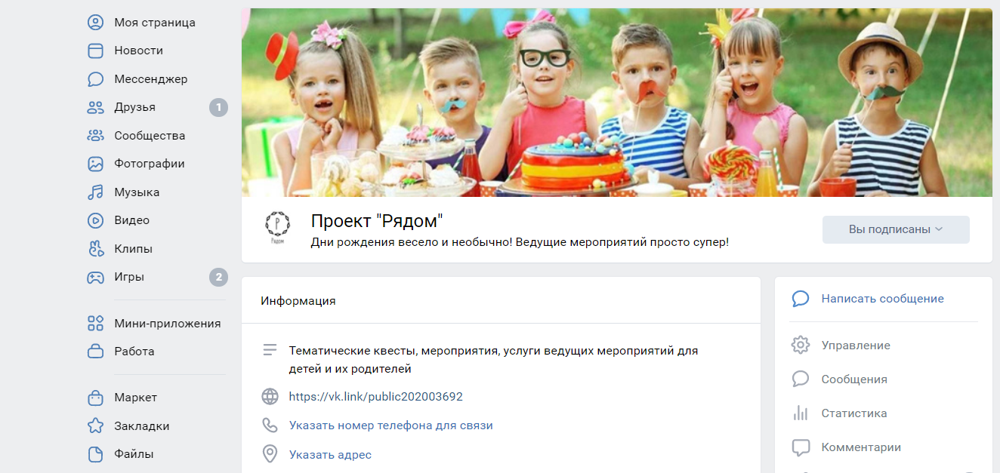 Моя страница
Новости
Мессенджер
Друзья 1
Сообщества
Фотографии
Музыка
Видео
Клипы
Игры 2
Мини-приложения
Работа
Маркет
Закладки
Файлы
Р
Рядом
Проект "Рядом"
Дни рождения весело и необычно! Ведущие мероприятий просто супер!
Вы подписаны
Информация
Тематические квесты, мероприятия, услуги ведущих мероприятий для
детей и их родителей
https://vk.link/public202003692
Указать номер телефона для связи
Указать адрес
Написать сообщение
Управление
Сообщения
Статистика
Комментарии